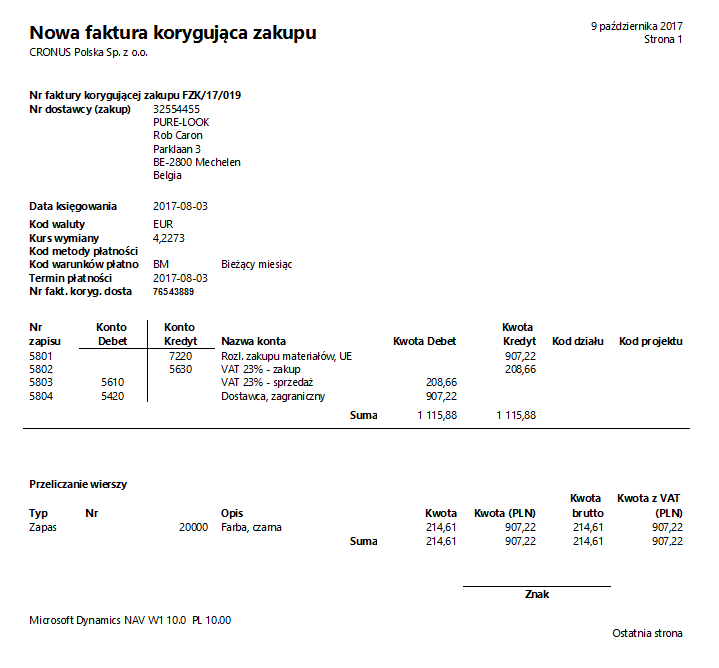 Nowa faktura korygująca zakupu
9 października 2017
Strona 1
CRONUS Polska Sp. z o.o.
Nr faktury korygującej zakupu FZK/17/019
Nr dostawcy (zakup) 32554455
PURE-LOOK
Rob Caron
Parklaan 3
BE-2800 Mechelen
Belgia
Data księgowania 2017-08-03
Kod waluty EUR
Kurs wymiany 4,2273
Kod metody płatności
Kod warunków płatno BM Bieżący miesiąc
Termin płatności 2017-08-03
Nr fakt. koryg. dosta 76543889
Nr Konto Konto Kwota
zapisu Debet Kredyt Nazwa konta Kwota Debet Kredyt Kod działu Kod projektu
5801 7220 Rozl. zakupu materiałów, UE 907,22
5802 5630 VAT 23% - zakup 208,66
5803 5610 VAT 23% - sprzedaż 208,66
5804 5420 Dostawca, zagraniczny 907,22
Suma 1 115,88 1 115,88
Przeliczanie wierszy
Kwota Kwota z VAT
Typ Nr Opis Kwota Kwota (PLN) brutto (PLN)
Zapas 20000 Farba, czarna 214,61 907,22 214,61 907,22
Suma 214,61 907,22 214,61 907,22
Znak
Microsoft Dynamics NAV W1 10.0 PL 10.00
Ostatnia strona